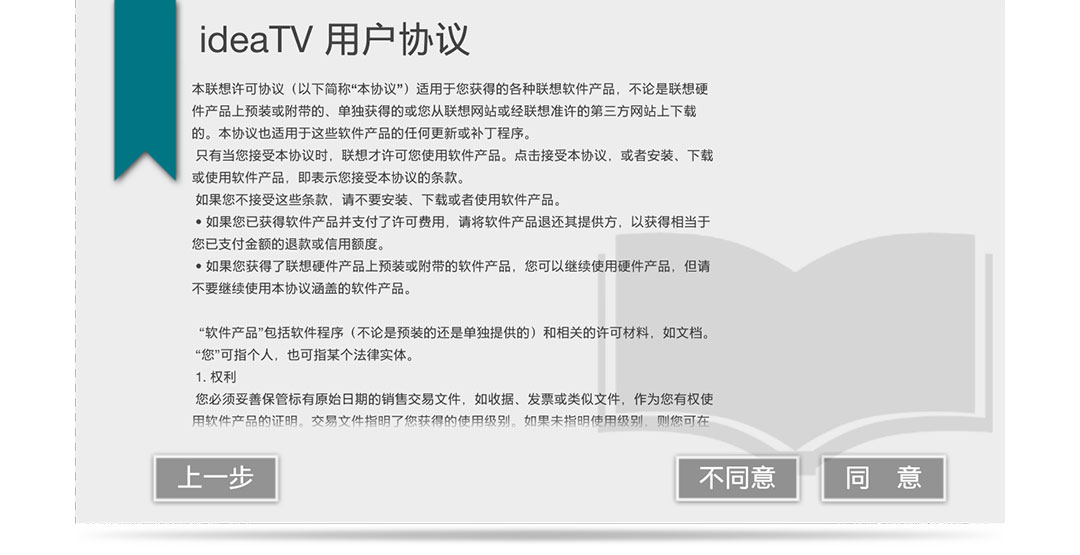 ideaTV 用户协议
本联想许可协议（以下简称“本协议”）适用于您获得的各种联想软件产品，不论是联想硬
件产品上预装或附带的、单独获得的或您从联想网站或经联想准许的第三方网站上下载
的。本协议也适用于这些软件产品的任何更新或补丁程序。
只有当您接受本协议时，联想才许可您使用软件产品。点击接受本协议，或者安装、下载
或使用软件产品，即表示您接受本协议的条款。
如果您不接受这些条款，请不要安装、下载或者使用软件产品。
• 如果您已获得软件产品并支付了许可费用，请将软件产品退还其提供方，以获得相当于
您已支付金额的退款或信用额度。
• 如果您获得了联想硬件产品上预装或附带的软件产品，您可以继续使用硬件产品，但请
不要继续使用本协议涵盖的软件产品。
“软件产品”包括软件程序（不论是预装的还是单独提供的）和相关的许可材料，如文档。
“您”可指个人，也可指某个法律实体。
1. 权利
您必须妥善保管标有原始日期的销售交易文件，如收据、发票或类似文件，作为您有权使
用软件产品的证明。交易文件指明了您获得的使用级别。如果未指明使用级别，则您可在
上一步 不同意 同 意